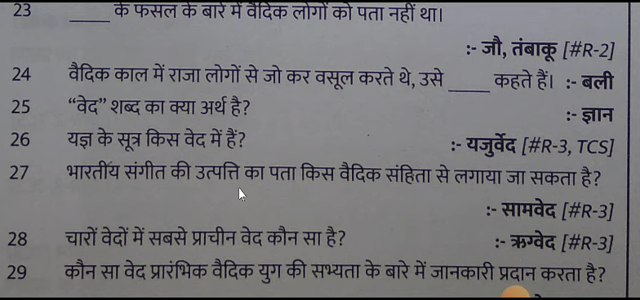 23 ____ के फसल के बारे में वैदिक लोगों को पता नहीं था।
:- जौ, तंबाकू [#R-2]
24 वैदिक काल में राजा लोगों से जो कर वसूल करते थे, उसे ____ कहते हैं। :- बली
25 “वेद” शब्द का क्या अर्थ है?
:- ज्ञान
26 यज्ञ के सूत्र किस वेद में हैं? :- यजुर्वेद [#R-3, TCS]
27 भारतीय संगीत की उत्पत्ति का पता किस वैदिक संहिता से लगाया जा सकता है?
:- सामवेद [#R-3]
28 चारों वेदों में सबसे प्राचीन वेद कौन सा है? :- ऋग्वेद [#R-3]
29 कौन सा वेद प्रारंभिक वैदिक युग की सभ्यता के बारे में जानकारी प्रदान करता है?